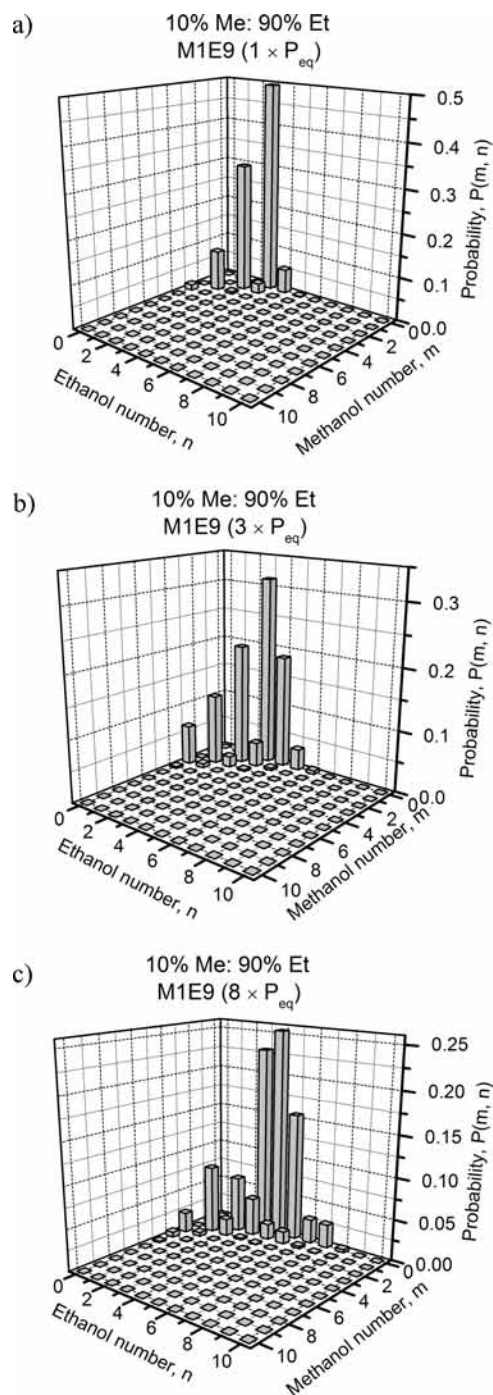 a)
10% Me: 90% Et
M1E9 (1 × Peq)
0.5
0.4
0.3
0.2
0.1
0.0
Probability, P(m, n)
0
2
4
6
8
10
Ethanol number, n
0
2
4
6
8
10
Methanol number, m
b)
10% Me: 90% Et
M1E9 (3 × Peq)
0.3
0.2
0.1
0.0
Probability, P(m, n)
0
2
4
6
8
10
Ethanol number, n
0
2
4
6
8
10
Methanol number, m
c)
10% Me: 90% Et
M1E9 (8 × Peq)
0.25
0.20
0.15
0.10
0.05
0.00
Probability, P(m, n)
0
2
4
6
8
10
Ethanol number, n
0
2
4
6
8
10
Methanol number, m